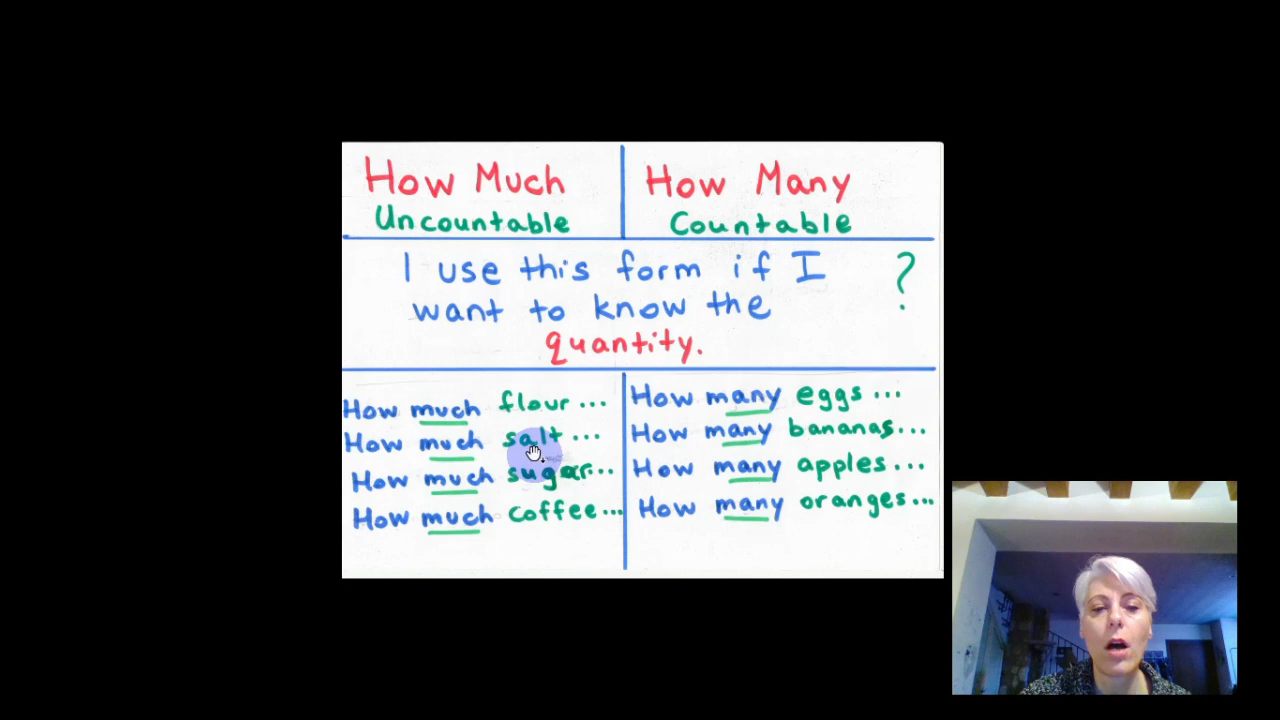 How Much
Uncountable
How Many
Countable
I use this form if I
want to know the
quantity.
?
How much flour...
How much salt...
How much sugar...
How much coffee...
How many eggs...
How many bananas...
How many apples...
How many oranges...